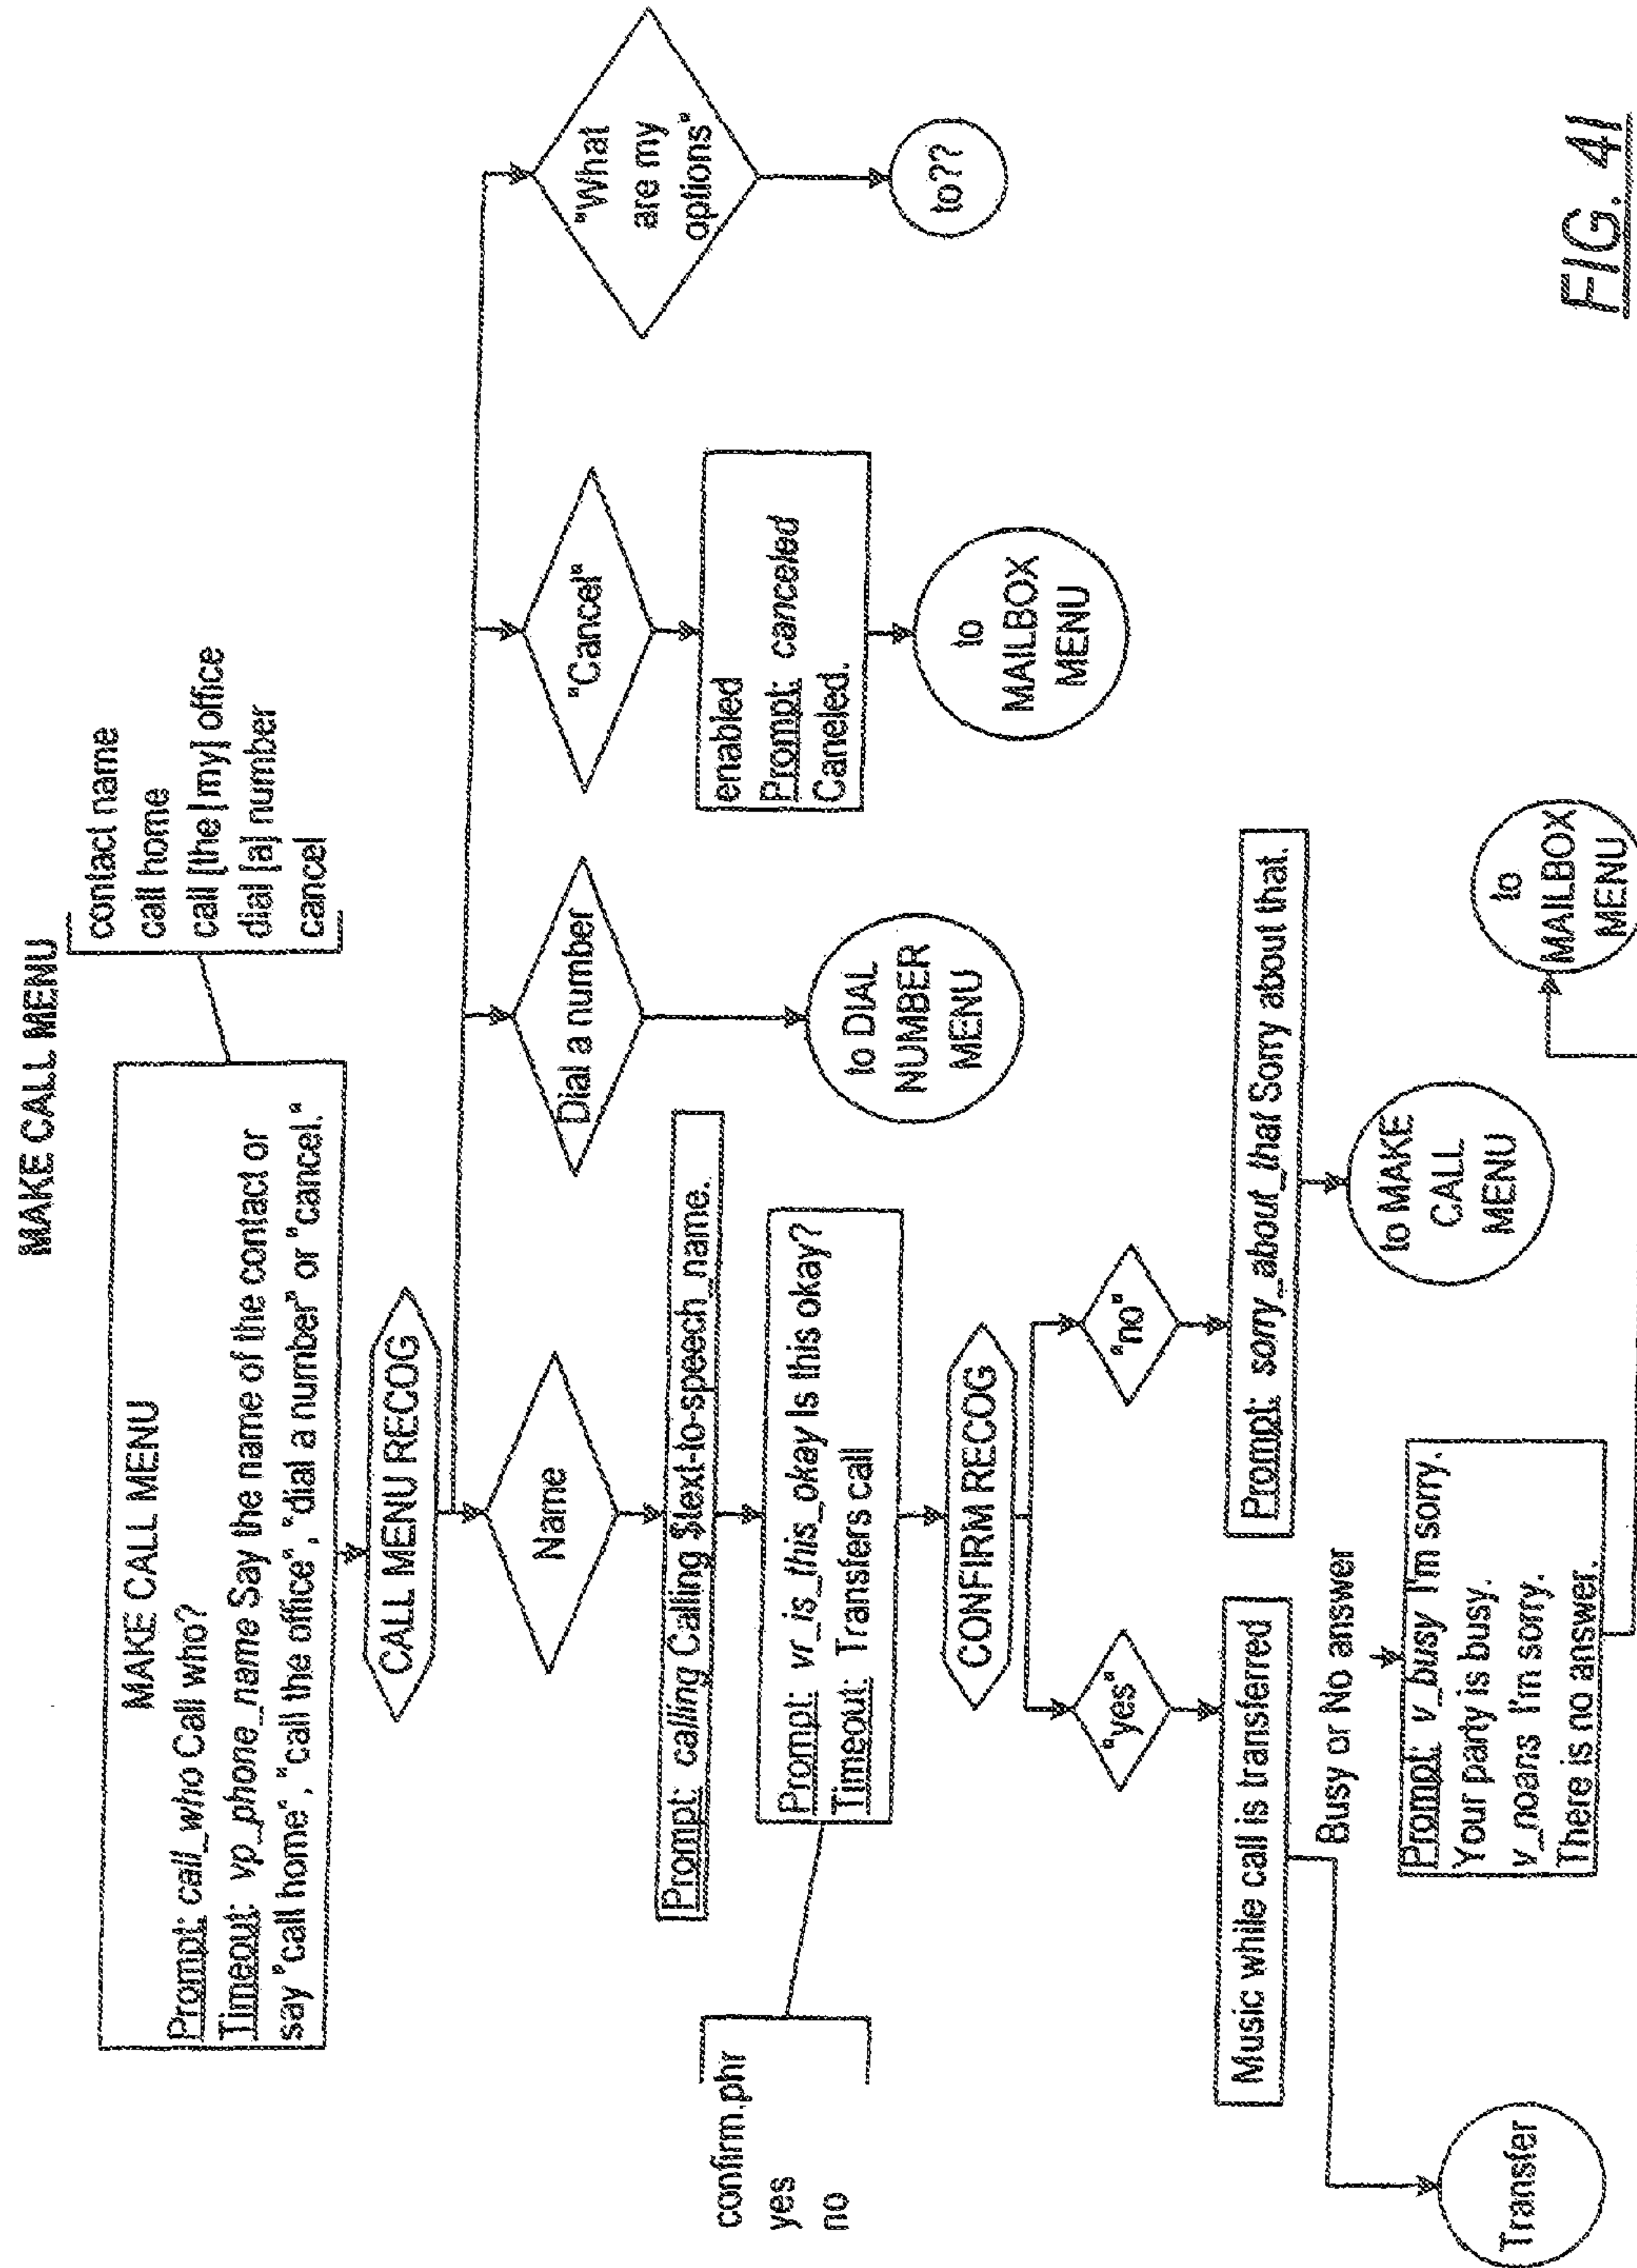 MAKE CALL MENU
MAKE CALL MENU
Prompt: call_who Call who?
Timeout: vp_phone_name Say the name of the contact or
say "call home", "call the office", "dial a number" or "cancel."
contact name
call home
call [the | my] office
dial [a] number
cancel
CALL MENU RECOG
Name
Dial a number
"Cancel"
"What
are my
options"
Prompt: calling Calling $text-to-speech_name.
to DIAL
NUMBER
MENU
enabled
Prompt: canceled
Caneled.
to??
confirm.phr
yes
no
Prompt: vr_is_this_okay Is this okay?
Timeout: Transfers call
to
MAILBOX
MENU
CONFIRM RECOG
"yes"
"no"
Music while call is transferred
Prompt: sorry_about_that Sorry about that.
Busy or No answer
to MAKE
CALL
MENU
Transfer
Prompt: v_busy I'm sorry.
Your party is busy.
v_noans I'm sorry.
There is no answer.
to
MAILBOX
MENU
FIG. 4I